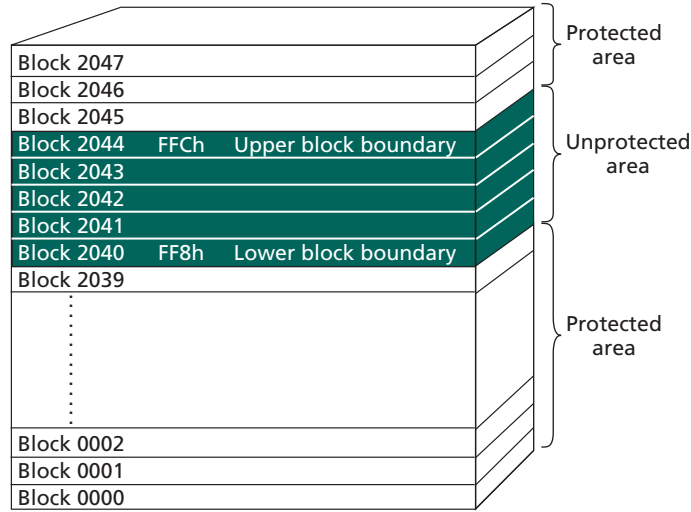 Protected
area
Block 2047
Block 2046
Block 2045
Block 2044 FFCh Upper block boundary
Unprotected
area
Block 2043
Block 2042
Block 2041
Block 2040 FF8h Lower block boundary
Block 2039
Protected
area
Block 0002
Block 0001
Block 0000